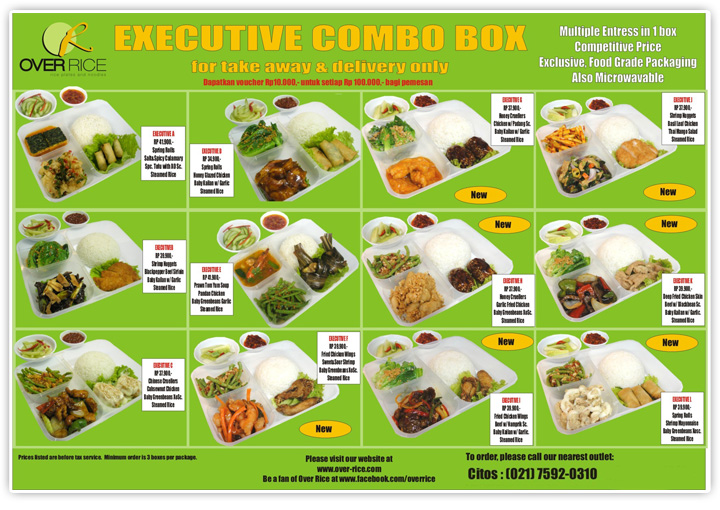 OVER RICE
EXECUTIVE COMBO BOX
for take away & delivery only
Dapatkan voucher Rp10,000,- untuk setiap Rp 100,000,- bagi pemesan
Multiple Entress in 1 box
Competitive Price
Exclusive, Food Grade Packaging
Also Microwavable
EXECUTIVE A
RP 41,900,-
Spring Rolls
Salt&Spicy Calamary
Spc. Tofu with XO Sc.
Steamed Rice
EXECUTIVE D
RP 34,900,-
Spring Rolls
Honey Glazed Chicken
Baby Kailan w/ Garlic
Steamed Rice
EXECUTIVE G
RP 37,900,-
Honey Cruellers
Chicken w/ Padang Sc.
Baby Kailan w/ Garlic
Steamed Rice
New
EXECUTIVE J
RP 37,900,-
Shrimp Nuggets
Basil Leaf Chicken
Thai Mango Salad
Steamed Rice
New
EXECUTIVE B
RP 39,900,-
Shrimp Nuggets
Blackpepper Beef Sirloin
Baby Kailan w/ Garlic
Steamed Rice
EXECUTIVE E
RP 41,900,-
Prawn Tom Yum Soup
Pandan Chicken
Baby Greenbeans Garlic
Steamed Rice
New
EXECUTIVE H
RP 37,900,-
Honey Cruellers
Garlic Fried Chicken
Baby Greenbeans XoSc.
Steamed Rice
New
EXECUTIVE K
RP 39,900,-
Deep Fried Chicken Skin
Beef w/ Blackbean Sc.
Baby Kailan w/ Garlic.
Steamed Rice
EXECUTIVE C
RP 37,900,-
Chinese Cruellers
Calonwood Chicken
Baby Greenbeans XoSc.
Steamed Rice
EXECUTIVE F
RP 39,900,-
Fried Chicken Wings
Sweet&Sour Shrimp
Baby Greenbeans XoSc.
Steamed Rice
New
New
EXECUTIVE I
RP 39,900,-
Fried Chicken Wings
Beef w/ Namprik Sc.
Baby Kailan w/ Garlic.
Steamed Rice
New
EXECUTIVE L
RP 39,900,-
Spring Rolls
Shrimp Mayonnaise
Baby Greenbeans Xosc.
Steamed Rice
Prices listed are before tax service. Minimum order is 3 boxes per package.
Please visit our website at
www.over-rice.com
Be a fan of Over Rice at www.facebook.com/overrice
To order, please call our nearest outlet:
Citos : (021) 7592-0310